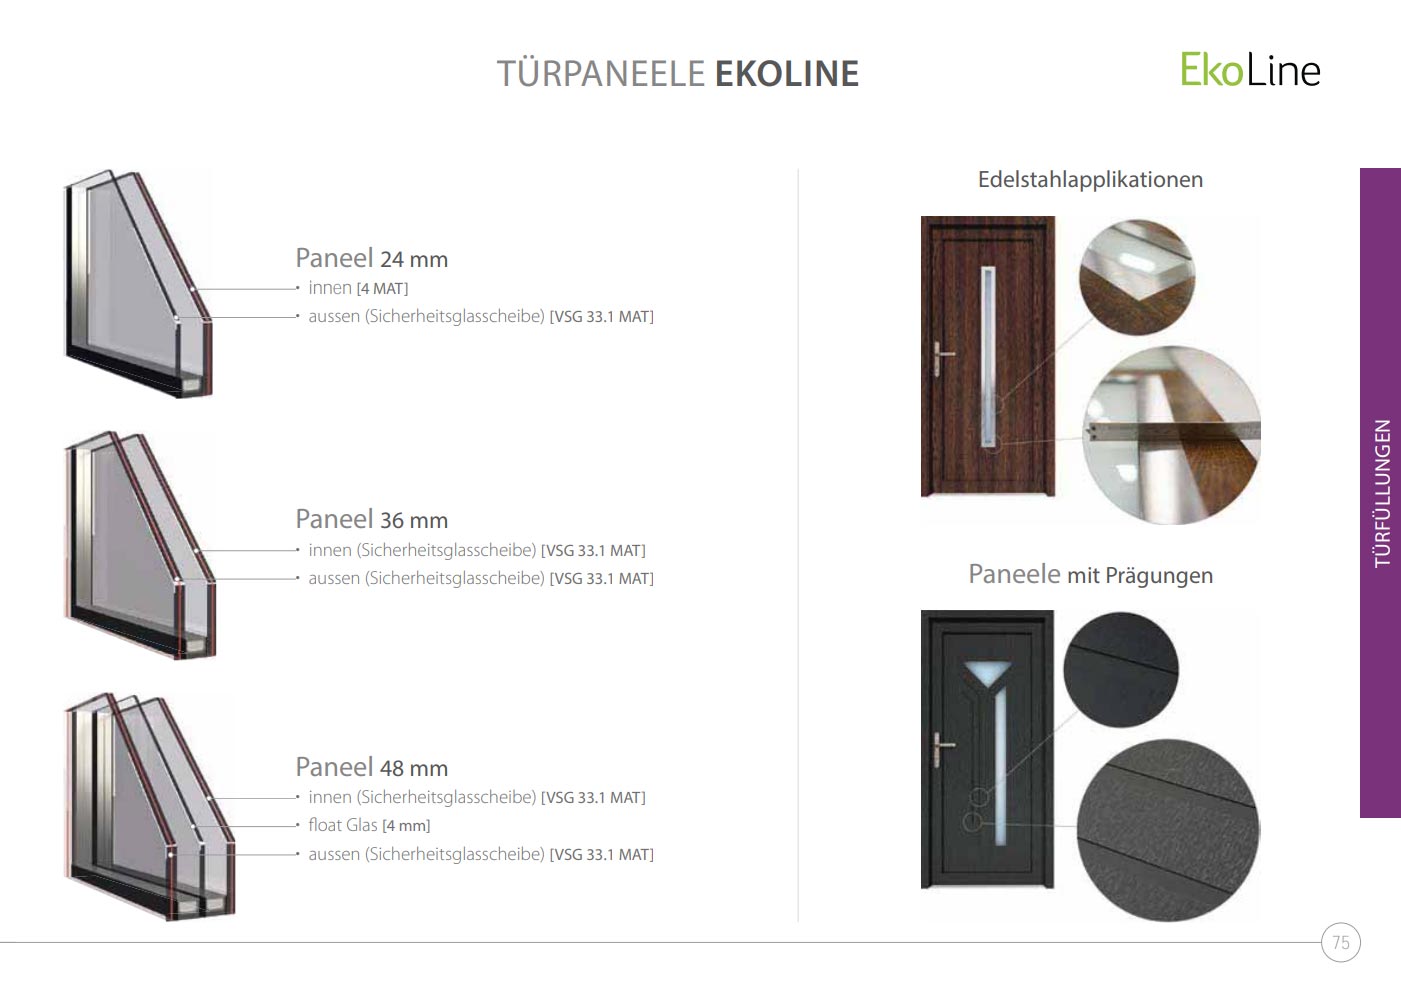 TÜRPANEELE EKOLINE
EkoLine
Paneel 24 mm
• innen [4 MAT]
• aussen (Sicherheitsglasscheibe) [VSG 33.1 MAT]
Paneel 36 mm
• innen (Sicherheitsglasscheibe) [VSG 33.1 MAT]
• aussen (Sicherheitsglasscheibe) [VSG 33.1 MAT]
Paneel 48 mm
• innen (Sicherheitsglasscheibe) [VSG 33.1 MAT]
• float Glas [4 mm]
• aussen (Sicherheitsglasscheibe) [VSG 33.1 MAT]
Edelstahlapplikationen
Paneele mit Prägungen
TÜRFÜLLUNGEN
75